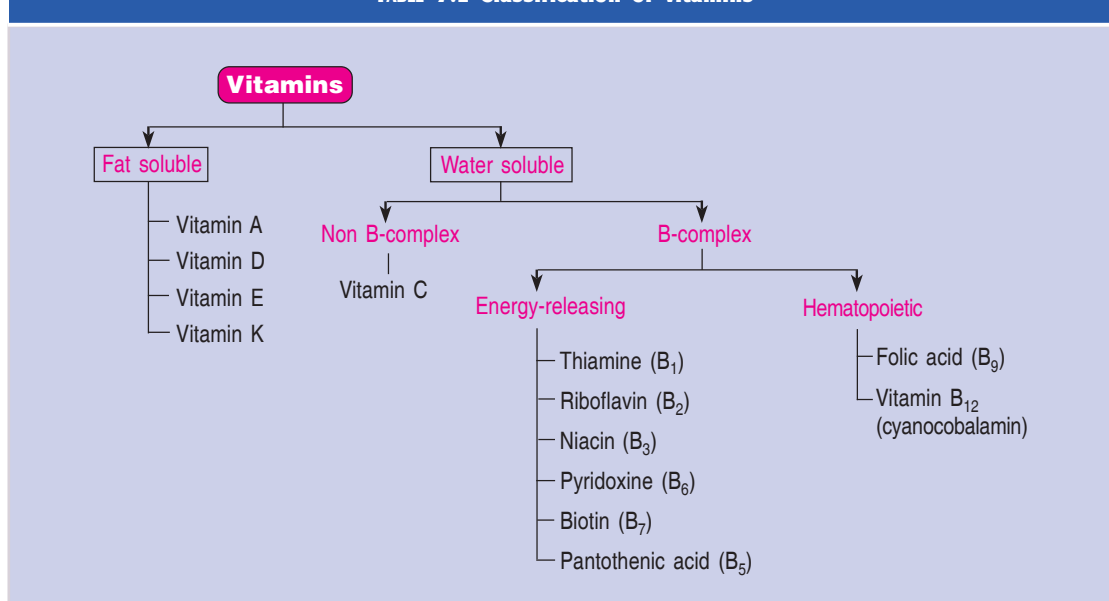 Vitamins
Fat soluble
Water soluble
Vitamin A
Vitamin D
Vitamin E
Vitamin K
Non B-complex
Vitamin C
B-complex
Energy-releasing
Thiamine (B₁)
Riboflavin (B₂)
Niacin (B₃)
Pyridoxine (B₆)
Biotin (B₇)
Pantothenic acid (B₅)
Hematopoietic
Folic acid (B₉)
Vitamin B₁₂
(cyanocobalamin)